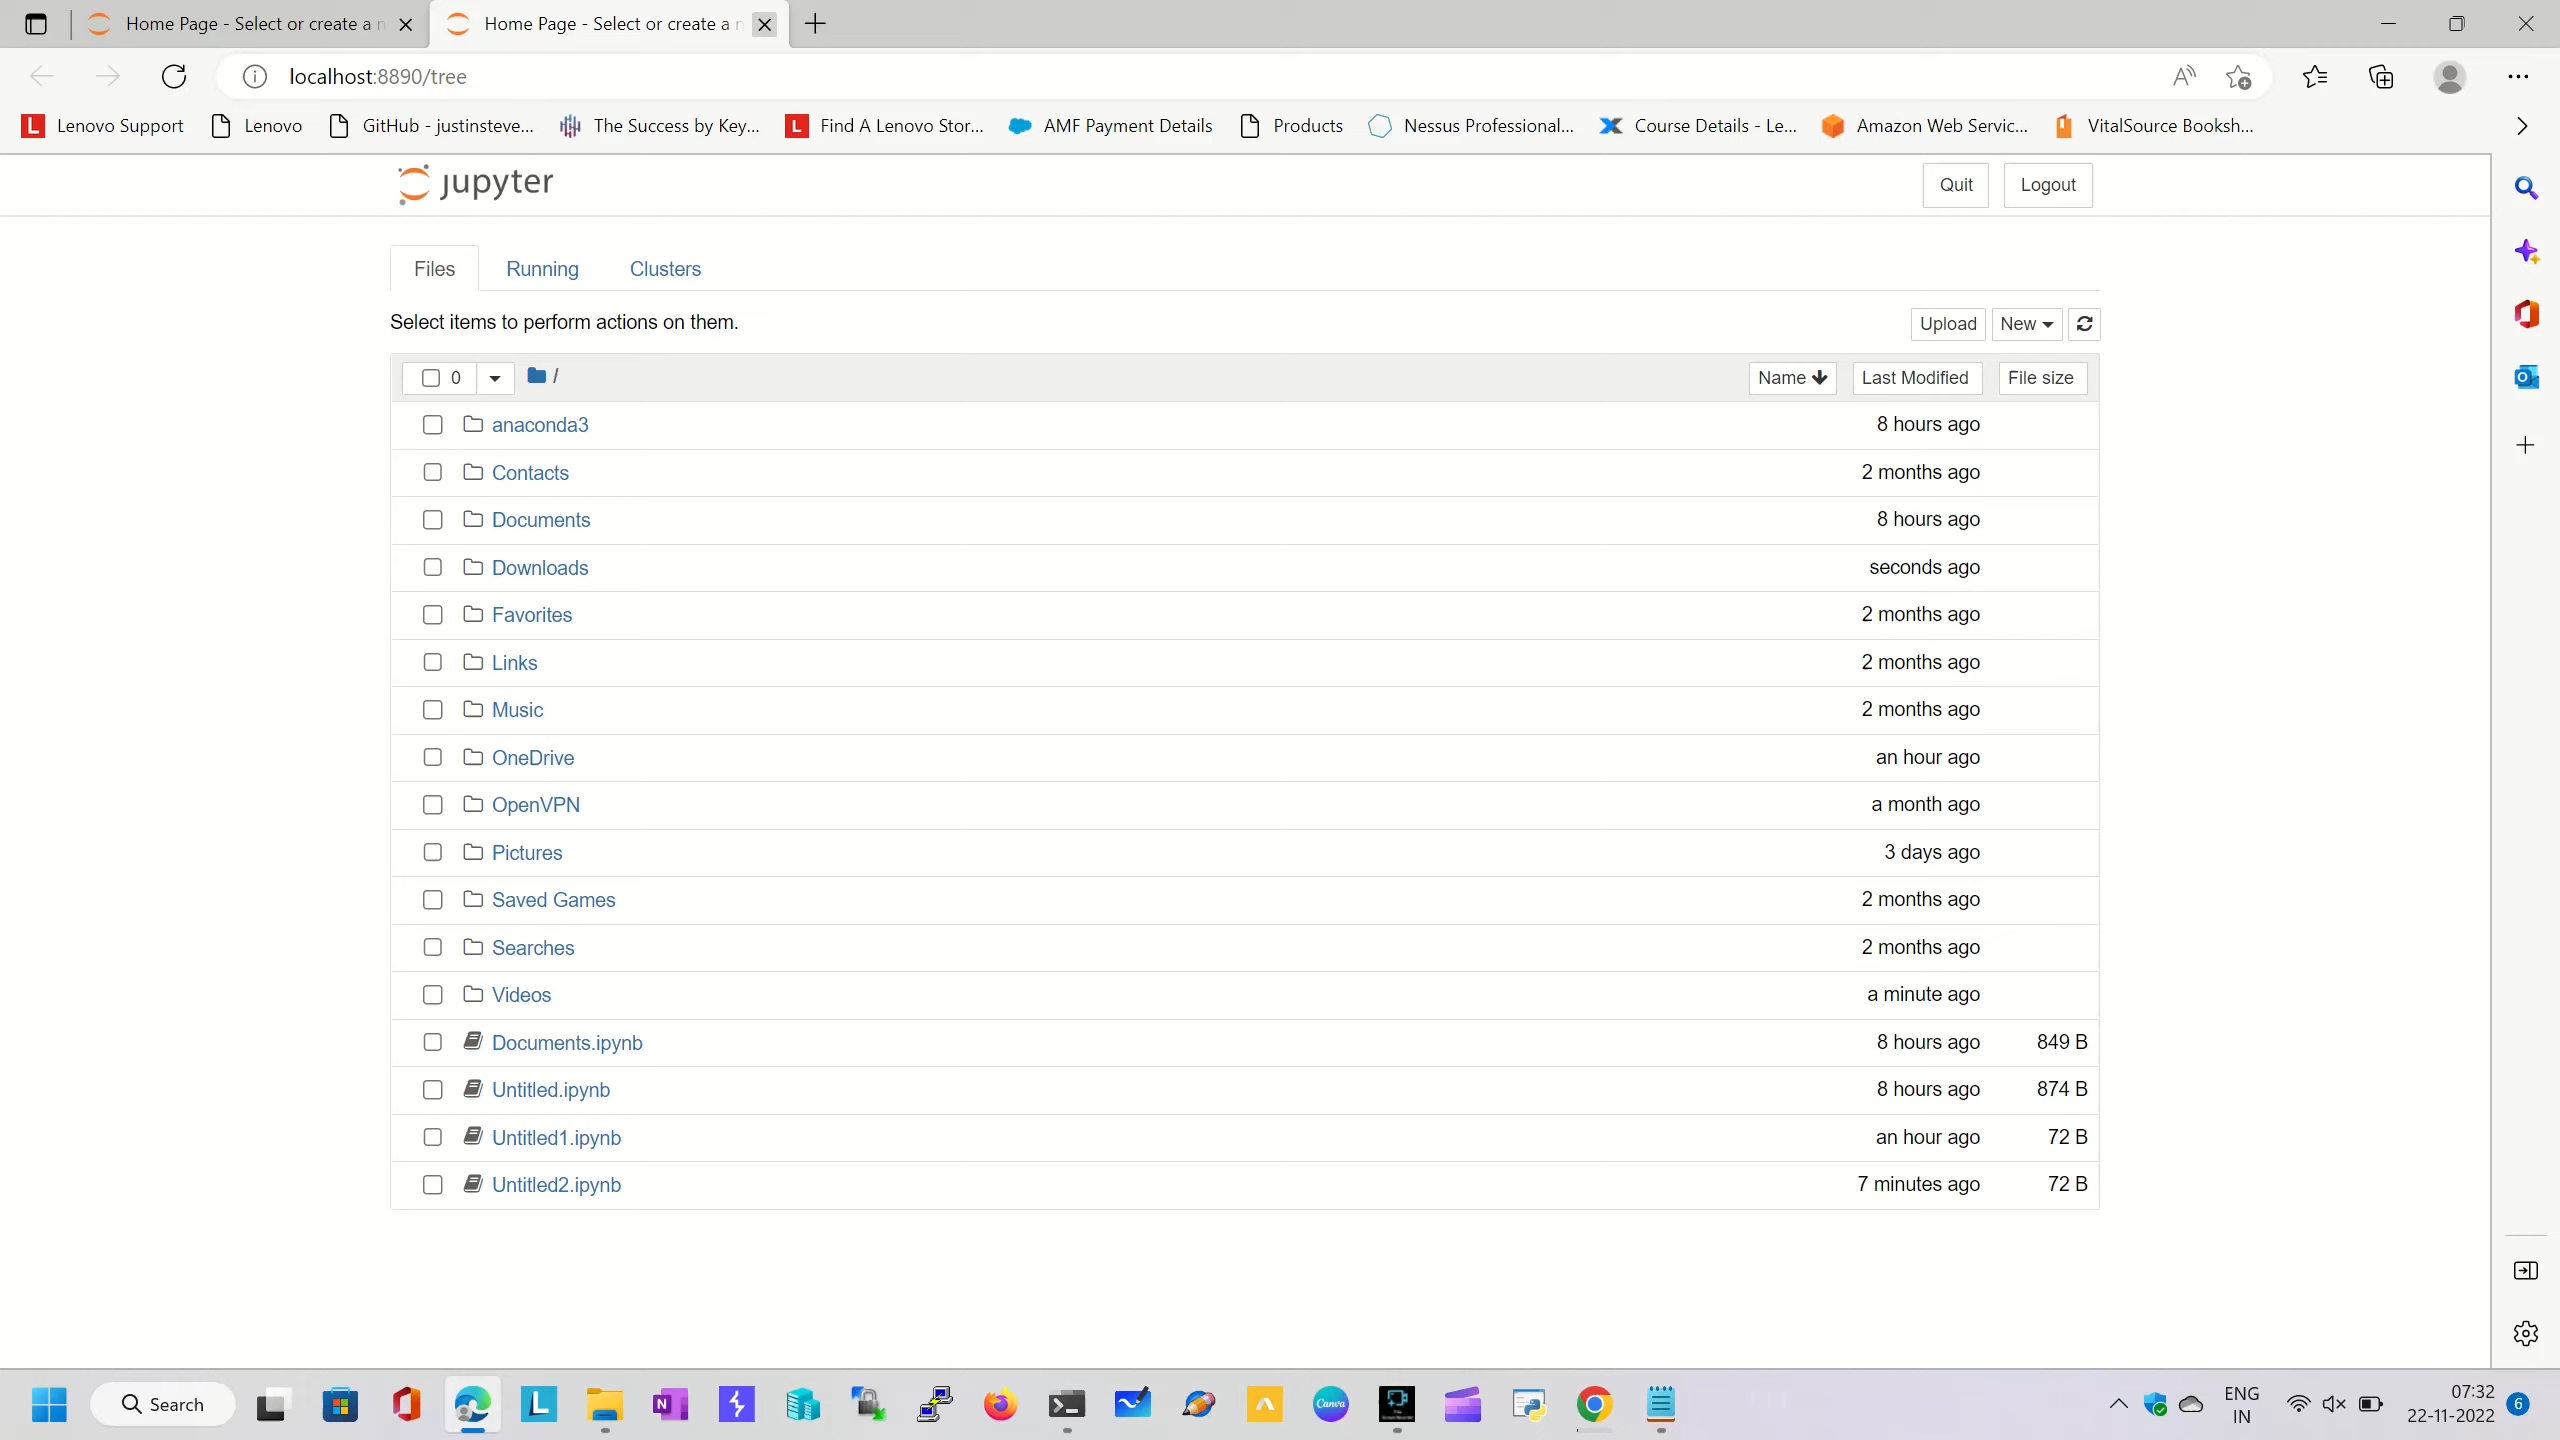 Home Page - Select or create a n
Home Page - Select or create a n
localhost:8890/tree
Lenovo Support
Lenovo
GitHub - justinsteve...
The Success by Key...
Find A Lenovo Stor...
AMF Payment Details
Products
Nessus Professional...
Course Details - Le...
Amazon Web Servic...
VitalSource Booksh...
jupyter
Quit
Logout
Files
Running
Clusters
Select items to perform actions on them.
Upload
New
0
/
Name
Last Modified
File size
anaconda3 8 hours ago
Contacts 2 months ago
Documents 8 hours ago
Downloads seconds ago
Favorites 2 months ago
Links 2 months ago
Music 2 months ago
OneDrive an hour ago
OpenVPN a month ago
Pictures 3 days ago
Saved Games 2 months ago
Searches 2 months ago
Videos a minute ago
Documents.ipynb 8 hours ago 849 B
Untitled.ipynb 8 hours ago 874 B
Untitled1.ipynb an hour ago 72 B
Untitled2.ipynb 7 minutes ago 72 B
Search
Canva
ENG
IN
07:32
22-11-2022
6